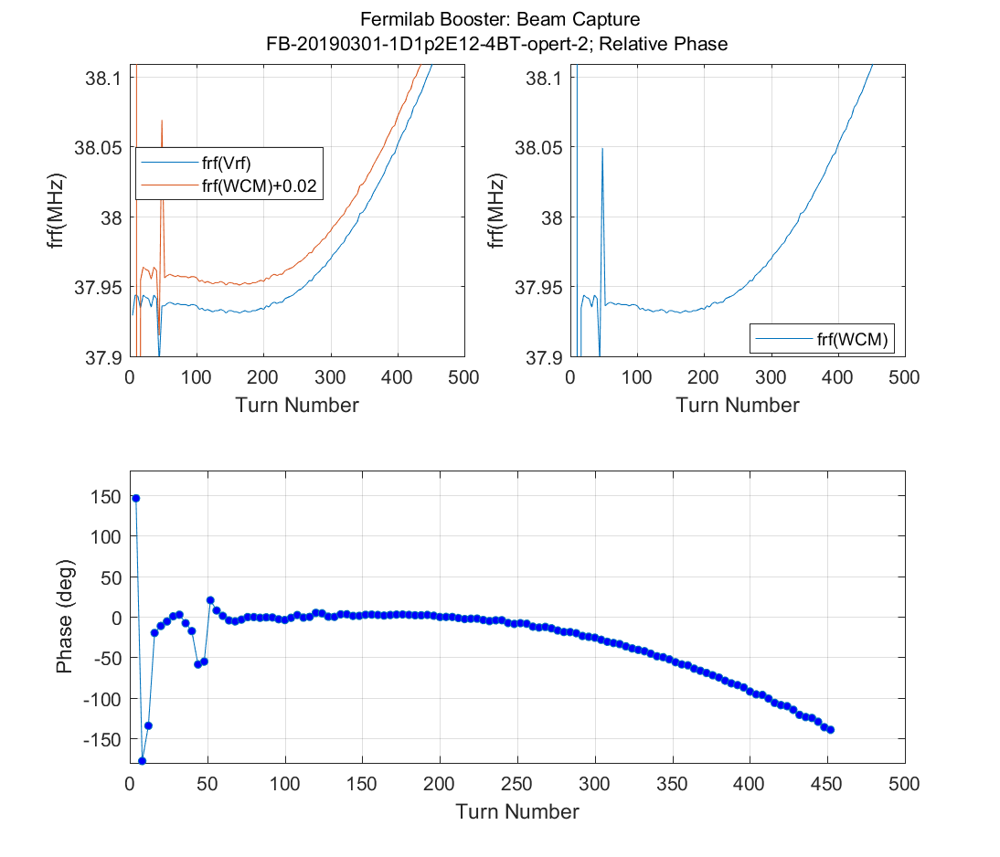 Fermilab Booster: Beam Capture
FB-20190301-1D1p2E12-4BT-opert-2; Relative Phase
38.1
38.05
38
37.95
37.9
frf(MHz)
frf(Vrf)
frf(WCM)+0.02
0 100 200 300 400 500
Turn Number
38.1
38.05
38
37.95
37.9
frf(MHz)
frf(WCM)
0 100 200 300 400 500
Turn Number
150
100
50
0
-50
-100
-150
Phase (deg)
0 50 100 150 200 250 300 350 400 450 500
Turn Number